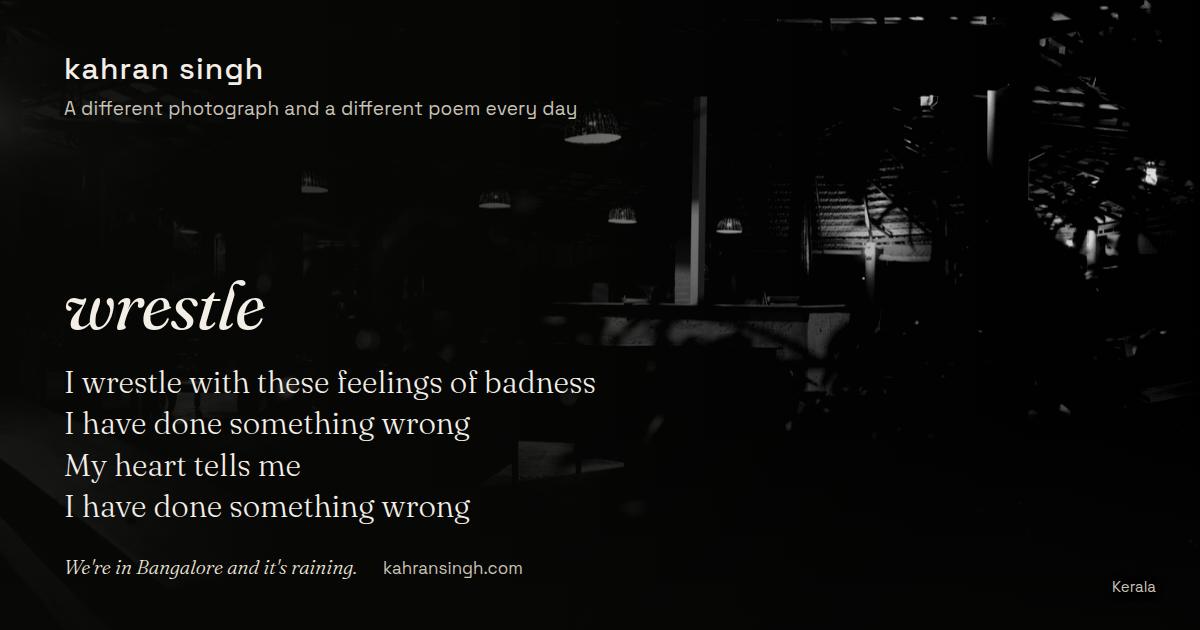 kahran singh
A different photograph and a different poem every day
wrestle
I wrestle with these feelings of badness
I have done something wrong
My heart tells me
I have done something wrong
We're in Bangalore and it's raining. kahransingh.com
Kerala